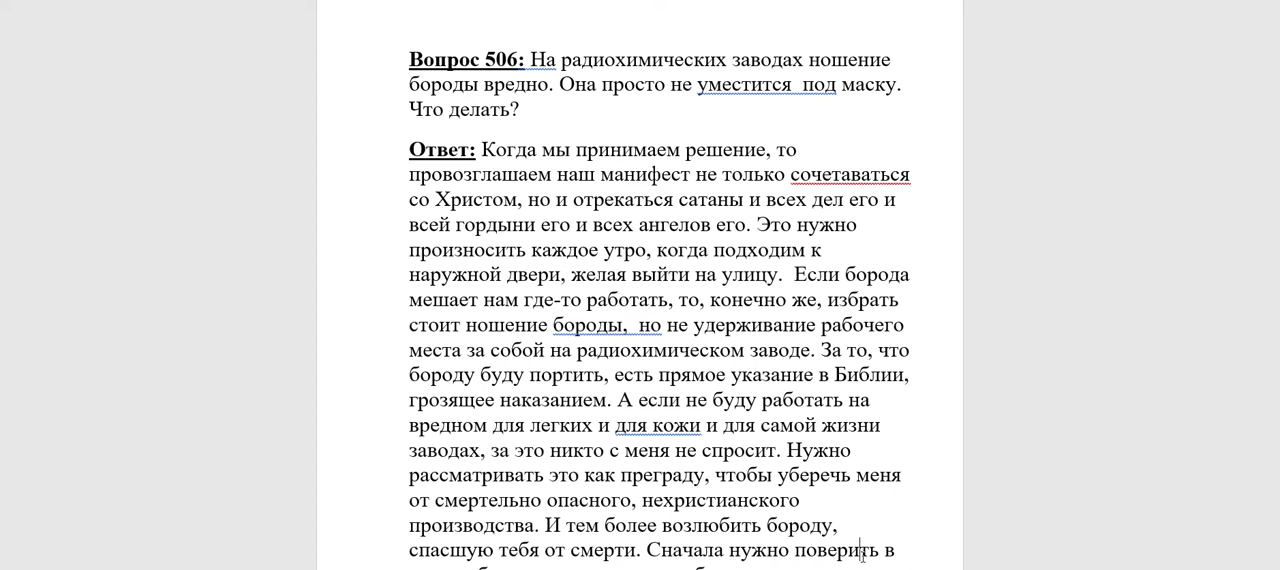 Вопрос 506: На радиохимических заводах ношение
бороды вредно. Она просто не уместится  под маску.
Что делать?
Ответ: Когда мы принимаем решение, то
провозглашаем наш манифест не только сочетаваться
со Христом, но и отрекаться сатаны и всех дел его и
всей гордыни его и всех ангелов его. Это нужно
произносить каждое утро, когда подходим к
наружной двери, желая выйти на улицу.  Если борода
мешает нам где-то работать, то, конечно же, избрать
стоит ношение бороды,  но не удерживание рабочего
места за собой на радиохимическом заводе. За то, что
бороду буду портить, есть прямое указание в Библии,
грозящее наказанием. А если не буду работать на
вредном для легких и для кожи и для самой жизни
заводах, за это никто с меня не спросит. Нужно
рассматривать это как преграду, чтобы уберечь меня
от смертельно опасного, нехристианского
производства. И тем более возлюбить бороду,
спасшую тебя от смерти. Сначала нужно поверить в